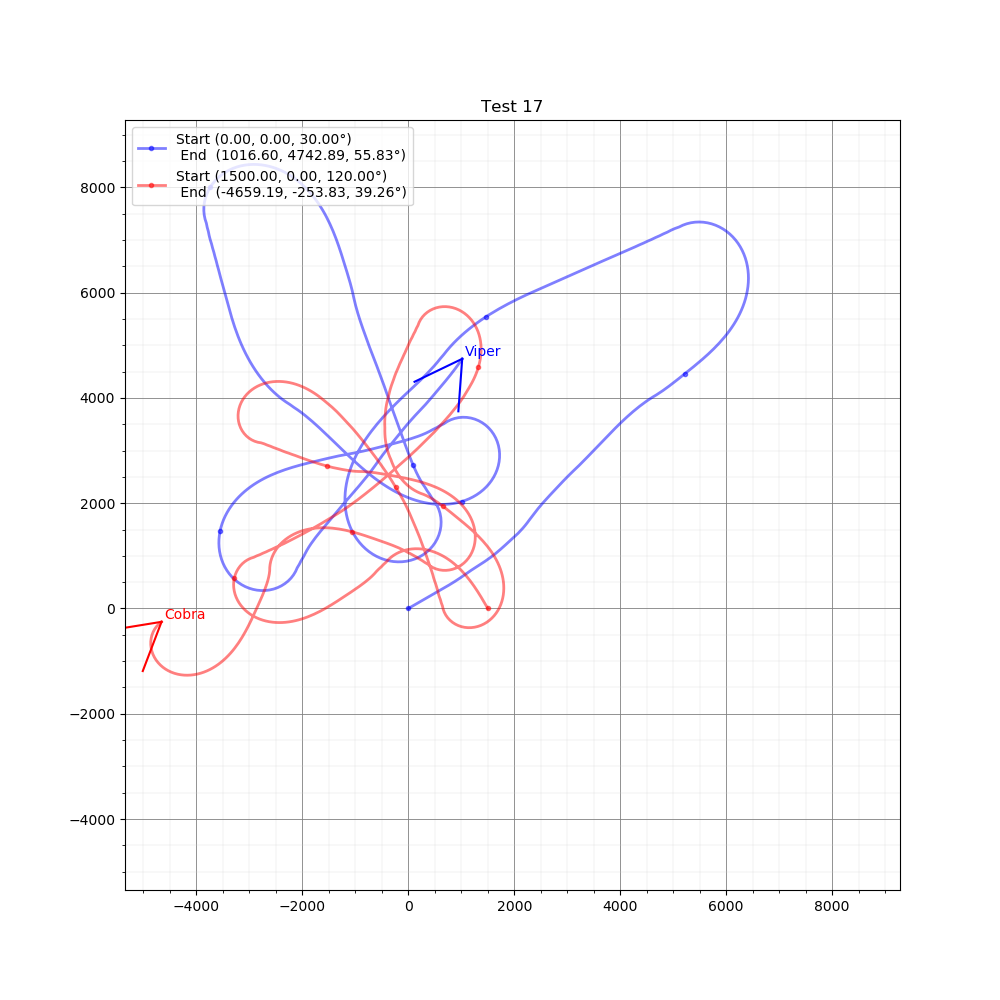 Test 17
Start (0.00, 0.00, 30.00°)
End  (1016.60, 4742.89, 55.83°)
Start (1500.00, 0.00, 120.00°)
End  (-4659.19, -253.83, 39.26°)
8000
6000
4000
2000
0
−2000
−4000
Viper
Cobra
−4000 −2000 0 2000 4000 6000 8000